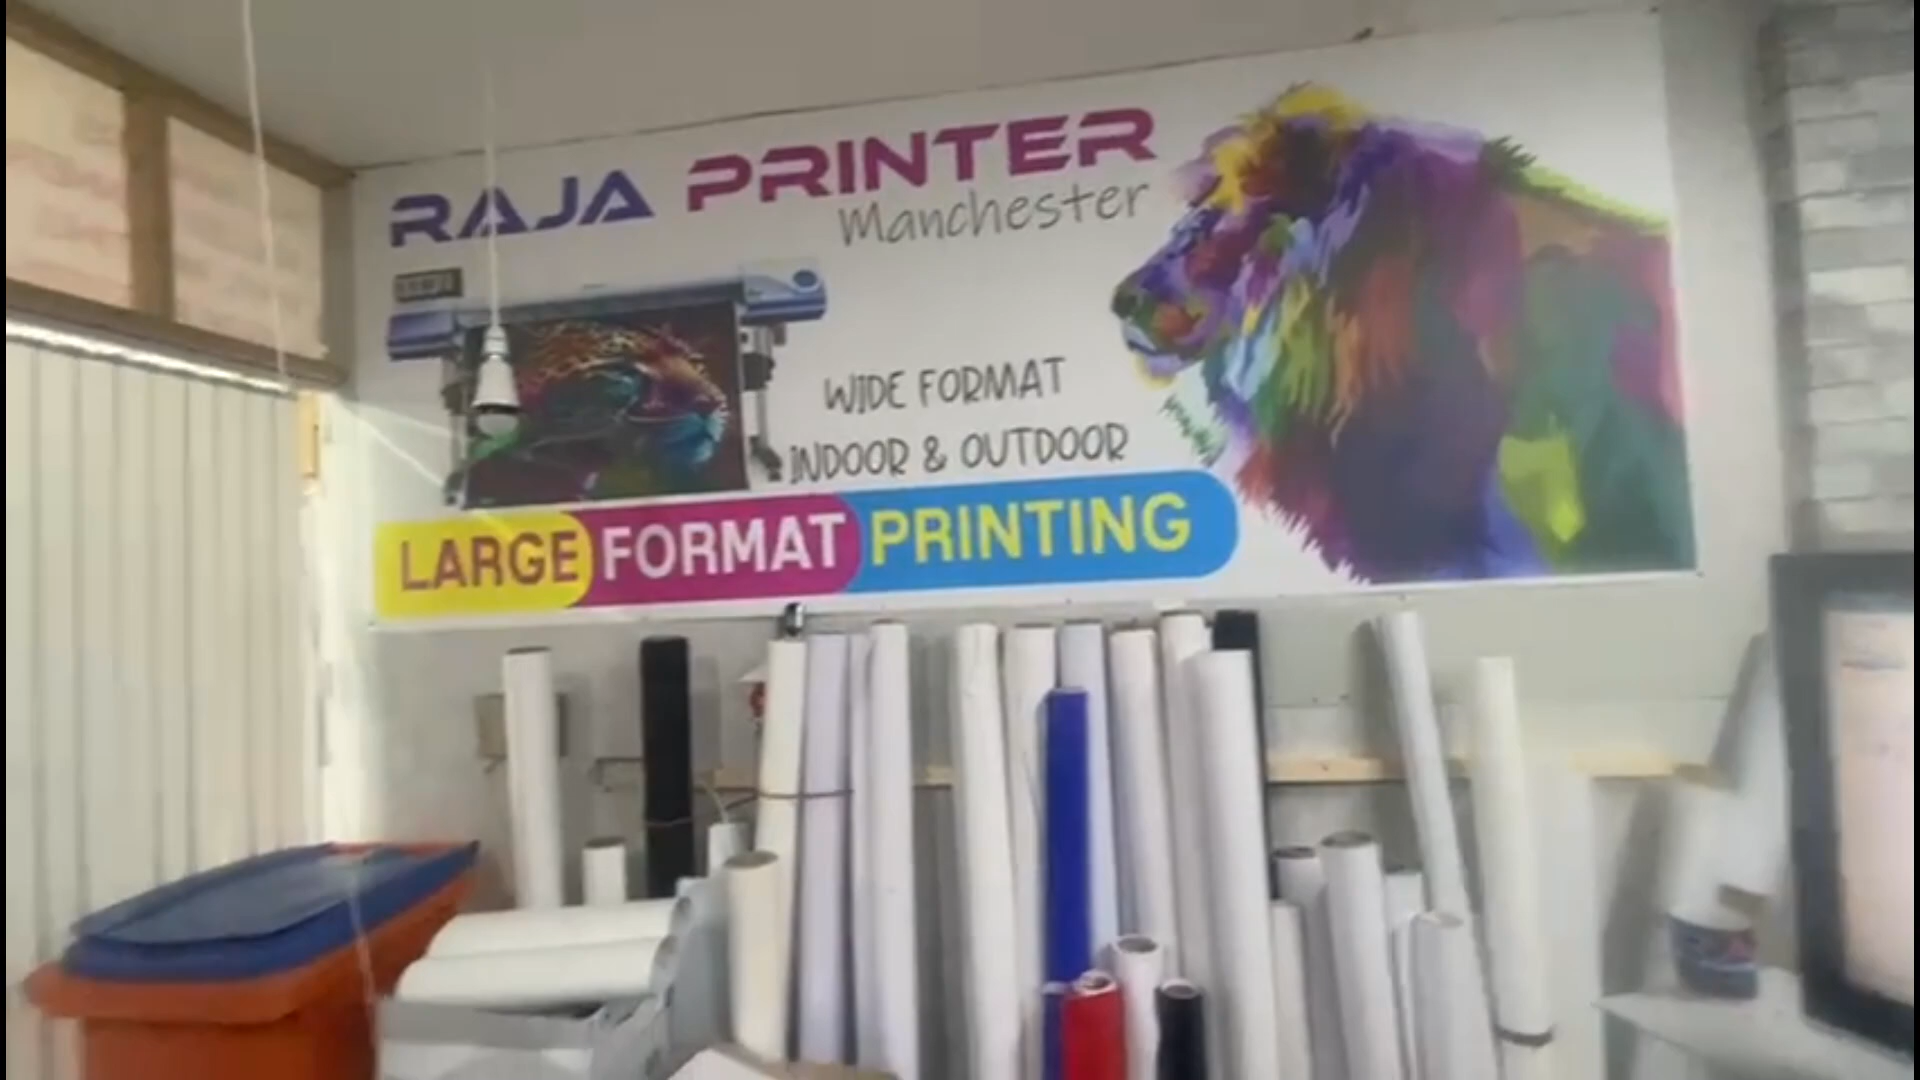 RAJA PRINTER
Manchester
WIDE FORMAT
INDOOR & OUTDOOR
LARGE FORMAT PRINTING